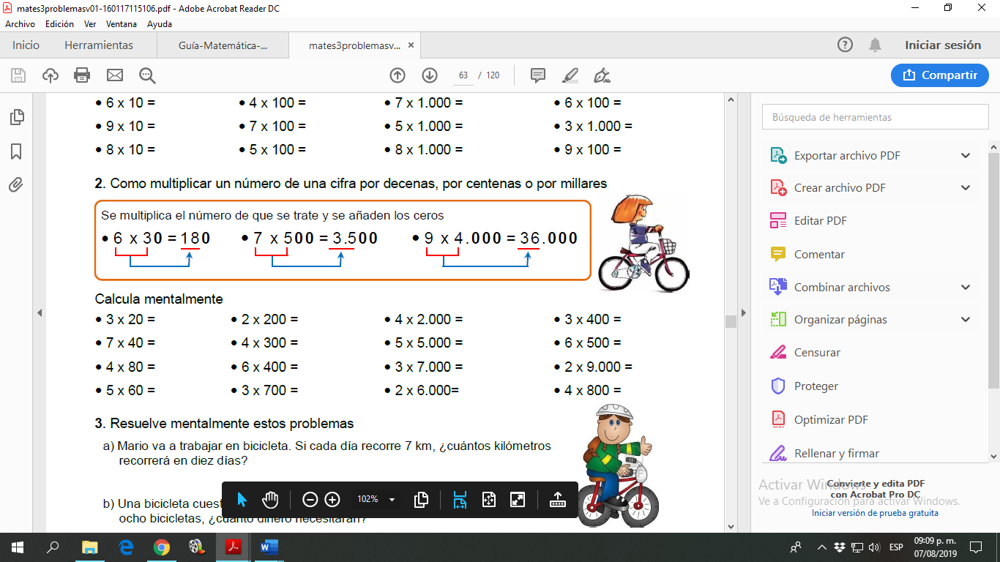 mates3problemasv01-160117115106.pdf - Adobe Acrobat Reader DC
Archivo Edición Ver Ventana Ayuda
Inicio Herramientas Guía-Matemática-... mates3problemasv... ×
Iniciar sesión
63 / 120
Compartir
• 6 x 10 = • 4 x 100 = • 7 x 1.000 = • 6 x 100 =
• 9 x 10 = • 7 x 100 = • 5 x 1.000 = • 3 x 1.000 =
• 8 x 10 = • 5 x 100 = • 8 x 1.000 = • 9 x 100 =
2. Como multiplicar un número de una cifra por decenas, por centenas o por millares
Se multiplica el número de que se trate y se añaden los ceros
• 6 x 30 = 180 • 7 x 500 = 3.500 • 9 x 4.000 = 36.000
Calcula mentalmente
• 3 x 20 = • 2 x 200 = • 4 x 2.000 = • 3 x 400 =
• 7 x 40 = • 4 x 300 = • 5 x 5.000 = • 6 x 500 =
• 4 x 80 = • 6 x 400 = • 3 x 7.000 = • 2 x 9.000 =
• 5 x 60 = • 3 x 700 = • 2 x 6.000= • 4 x 800 =
3. Resuelve mentalmente estos problemas
a) Mario va a trabajar en bicicleta. Si cada día recorre 7 km, ¿cuántos kilómetros
recorrerá en diez días?
b) Una bicicleta
ocho bicicletas, ¿cuánto dinero necesitarán?
102%
Búsqueda de herramientas
Exportar archivo PDF
Crear archivo PDF
Editar PDF
Comentar
Combinar archivos
Organizar páginas
Censurar
Proteger
Optimizar PDF
Rellenar y firmar
Convierte y edita PDF
con Acrobat Pro DC
Iniciar versión de prueba gratuita
Activar Windows
Ve a Configuración para activar Windows.
ESP
09:09 p. m.
07/08/2019